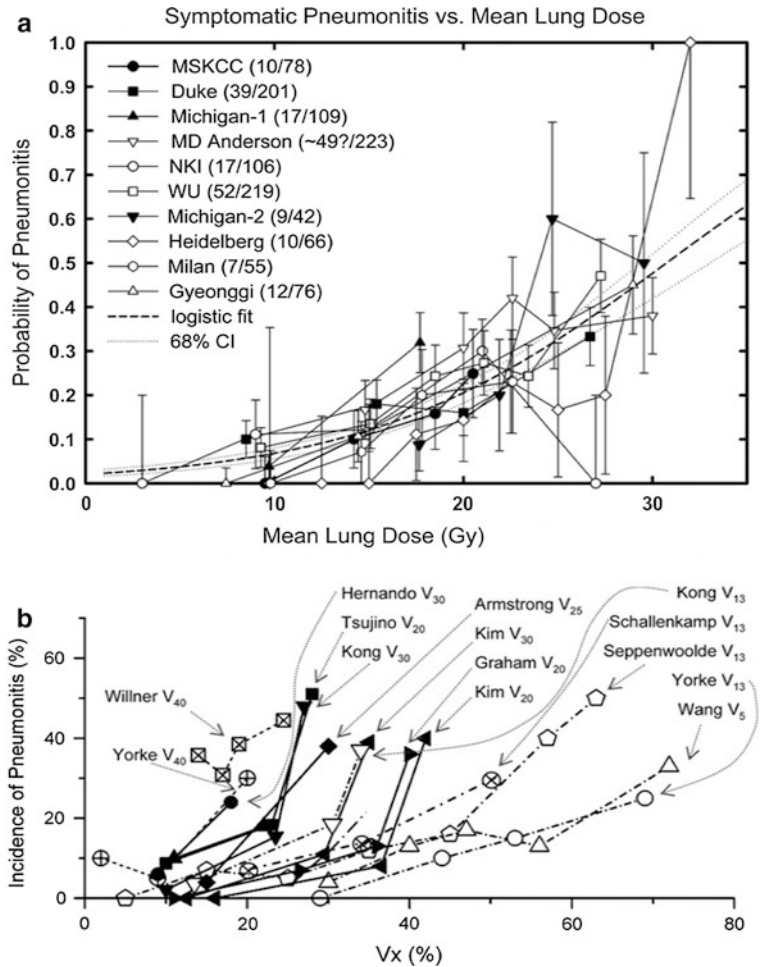 a
Symptomatic Pneumonitis vs. Mean Lung Dose
Probability of Pneumonitis
1.0
0.9
0.8
0.7
0.6
0.5
0.4
0.3
0.2
0.1
0.0
MSKCC (10/78)
Duke (39/201)
Michigan-1 (17/109)
MD Anderson (~49?/223)
NKI (17/106)
WU (52/219)
Michigan-2 (9/42)
Heidelberg (10/66)
Milan (7/55)
Gyeonggi (12/76)
logistic fit
68% CI
0 10 20 30
Mean Lung Dose (Gy)
b
Incidence of Pneumonitis (%)
60
40
20
0
Hernando V30
Tsujino V20
Kong V30
Willner V40
Yorke V40
Armstrong V25
Kim V30
Graham V20
Kim V20
Kong V13
Schallenkamp V13
Seppenwoolde V13
Yorke V13
Wang V5
0 20 40 60 80
Vx (%)